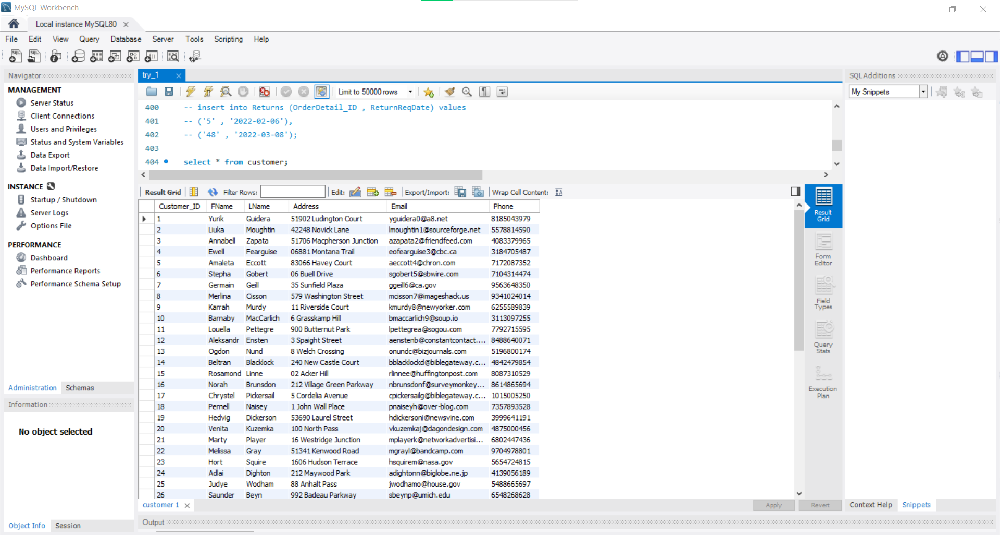 MySQL Workbench
Local instance MySQL80
File Edit View Query Database Server Tools Scripting Help
Navigator
MANAGEMENT
Server Status
Client Connections
Users and Privileges
Status and System Variables
Data Export
Data Import/Restore
INSTANCE
Startup / Shutdown
Server Logs
Options File
PERFORMANCE
Dashboard
Performance Reports
Performance Schema Setup
Administration Schemas
Information
No object selected
Object Info Session
try_1
Limit to 50000 rows
400 -- insert into Returns (OrderDetail_ID , ReturnReqDate) values
401 -- ('5' , '2022-02-06'),
402 -- ('48' , '2022-03-08');
403
404 select * from customer;
Result Grid Filter Rows: Edit: Export/Import: Wrap Cell Content:
Customer_ID FName LName Address Email Phone
1 Yurik Guidera 51902 Ludington Court yguidera0@a8.net 8185043979
2 Liuka Moughtin 42248 Novick Lane lmoughtin1@sourceforge.net 5578814590
3 Annabell Zapata 51706 Macpherson Junction azapata2@friendfeed.com 4083379965
4 Ewell Fearguise 06881 Montana Trail eofearguise3@cbc.ca 3184705487
5 Amaleta Eccott 83066 Havey Court aeccott4@chron.com 7172087352
6 Stepha Gobert 06 Buell Drive sgobert5@sbwire.com 7104314474
7 Germain Geill 35 Sunfield Plaza ggeill6@ca.gov 9563648350
8 Merlina Cisson 579 Washington Street mcisson7@imageshack.us 9341024014
9 Karrah Murdy 11 Riverside Court kmurdy8@newyorker.com 6255589839
10 Barnaby MacCarlich 6 Grasskamp Hill bmaccarlich9@soup.io 3113097255
11 Louella Pettegre 900 Butternut Park lpettegrea@sogou.com 7792715595
12 Aleksandr Ensten 3 Spaight Street aenstenb@constantcontact.... 8488640071
13 Ogdon Nund 8 Welch Crossing onundc@bizjournals.com 5196800174
14 Beltran Blacklock 240 New Castle Court bblacklockd@biblegateway.c... 4842479854
15 Rosamond Linne 02 Acker Hill rlinnee@huffingtonpost.com 8087310529
16 Norah Brunsdon 212 Village Green Parkway nbrunsdonf@surveymonkey... 8614865694
17 Chrystel Pickersail 5 Cordelia Avenue cpickersailg@biblegateway.c... 1015005250
18 Pernell Naisey 1 John Wall Place pnaiseyh@over-blog.com 7357893528
19 Hedvig Dickerson 53690 Laurel Street hdickersoni@newsvine.com 3999641191
20 Venita Kuzemka 100 North Pass vkuzemkaj@dagondesign.com 4875000456
21 Marty Player 16 Westridge Junction mplayerk@networkadvertisi... 6802447436
22 Melissa Gray 51341 Kenwood Road mgrayl@bandcamp.com 9704978801
23 Hort Squire 1606 Hudson Terrace hsquirem@nasa.gov 5654724815
24 Adlai Dighton 212 Maywood Park adightonn@biglobe.ne.jp 4139056189
25 Judye Wodham 88 Anhalt Pass jwodhamo@house.gov 5488665697
26 Saunder Beyn 992 Badeau Parkway sbeynp@umich.edu 6548268628
customer 1
Apply Revert
Output
Result
Grid
Form
Editor
Field
Types
Query
Stats
Execution
Plan
SQLAdditions
My Snippets
Context Help Snippets